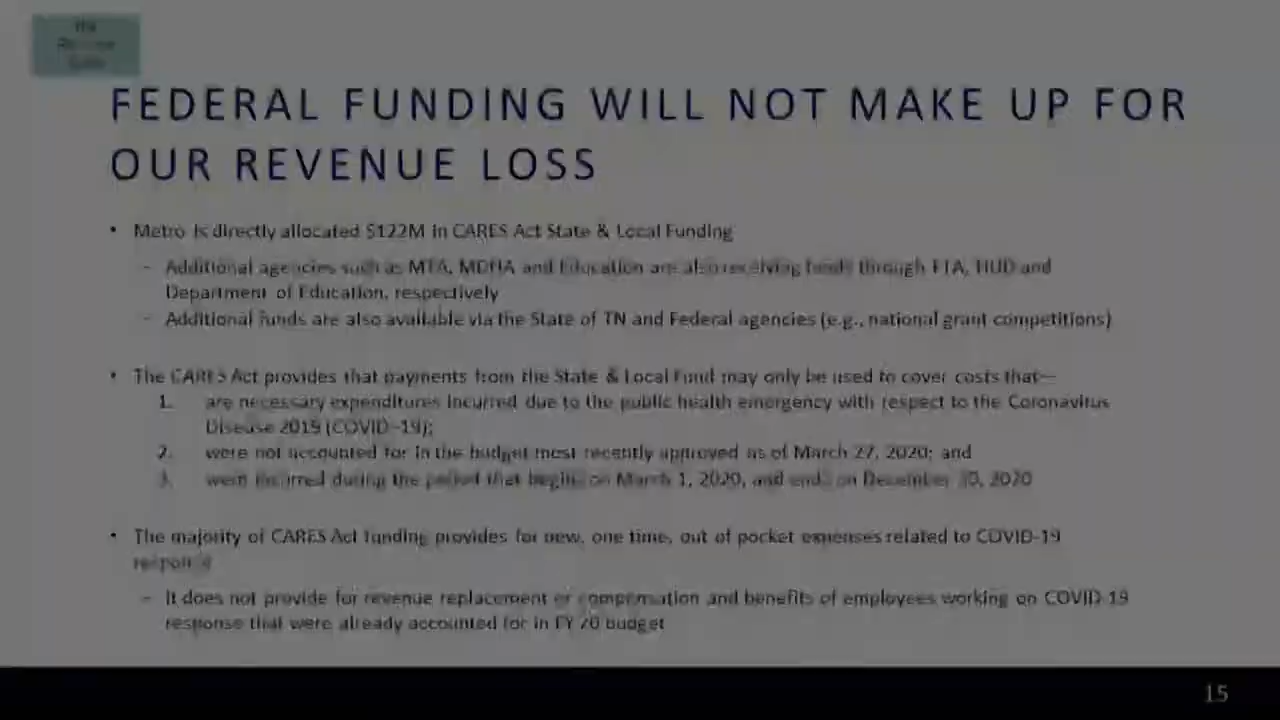 FEDERAL FUNDING WILL NOT MAKE UP FOR
OUR REVENUE LOSS
• Metro is directly allocated $122M in CARES Act State & Local Funding
– Additional agencies such as MTA, MDHA and Education are also receiving funds through FTA, HUD and
Department of Education, respectively
– Additional funds are also available via the State of TN and Federal agencies (e.g., national grant competitions)
• The CARES Act provides that payments from the State & Local Fund may only be used to cover costs that—
1. are necessary expenditures incurred due to the public health emergency with respect to the Coronavirus
Disease 2019 (COVID–19);
2. were not accounted for in the budget most recently approved as of March 27, 2020; and
3. were incurred during the period that begins on March 1, 2020, and ends on December 30, 2020
• The majority of CARES Act funding provides for new, one time, out of pocket expenses related to COVID-19
response
– It does not provide for revenue replacement or compensation and benefits of employees working on COVID-19
response that were already accounted for in FY 20 budget
15